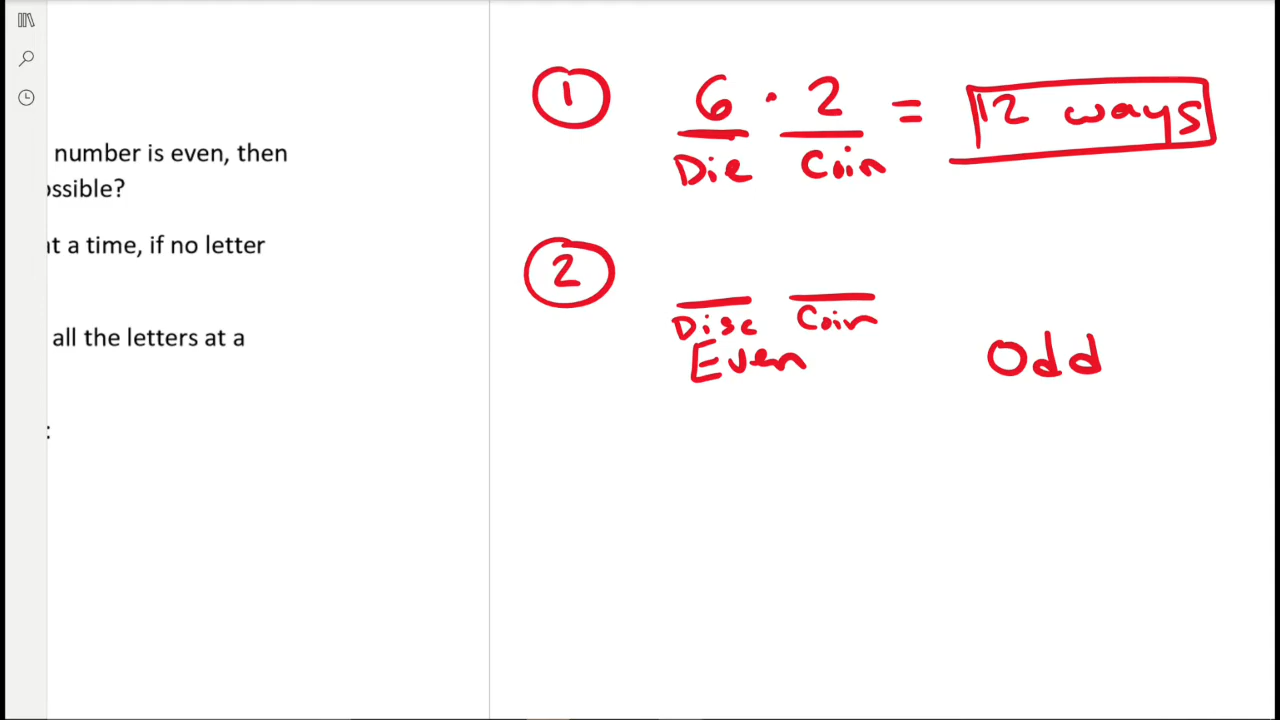 number is even, then
ossible?
at a time, if no letter
all the letters at a
:
① 6 · 2 = 12 ways
Die Coin
②
Disc Coin
Even Odd